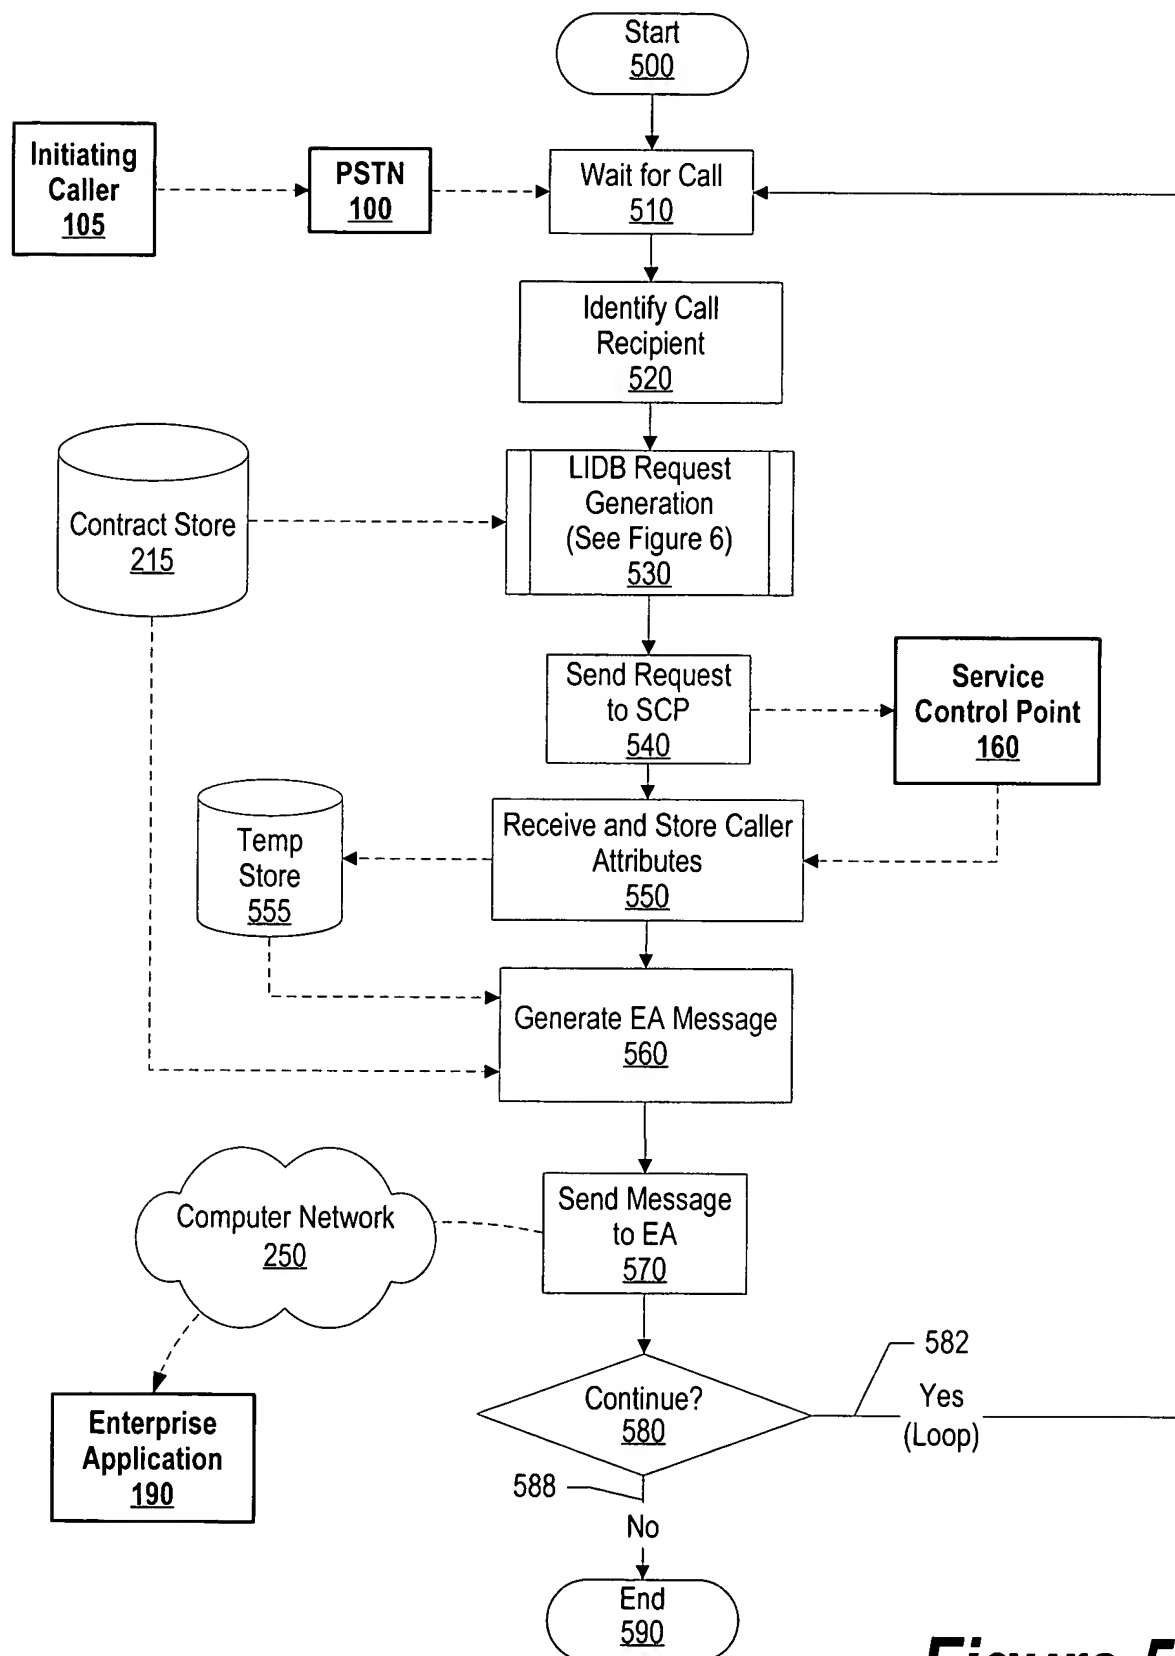 Start
500
Initiating
Caller
105
PSTN
100
Wait for Call
510
Identify Call
Recipient
520
Contract Store
215
LIDB Request
Generation
(See Figure 6)
530
Send Request
to SCP
540
Service
Control Point
160
Temp
Store
555
Receive and Store Caller
Attributes
550
Generate EA Message
560
Computer Network
250
Send Message
to EA
570
582
Continue?
580
Yes
(Loop)
Enterprise
Application
190
588
No
End
590
Figure 5